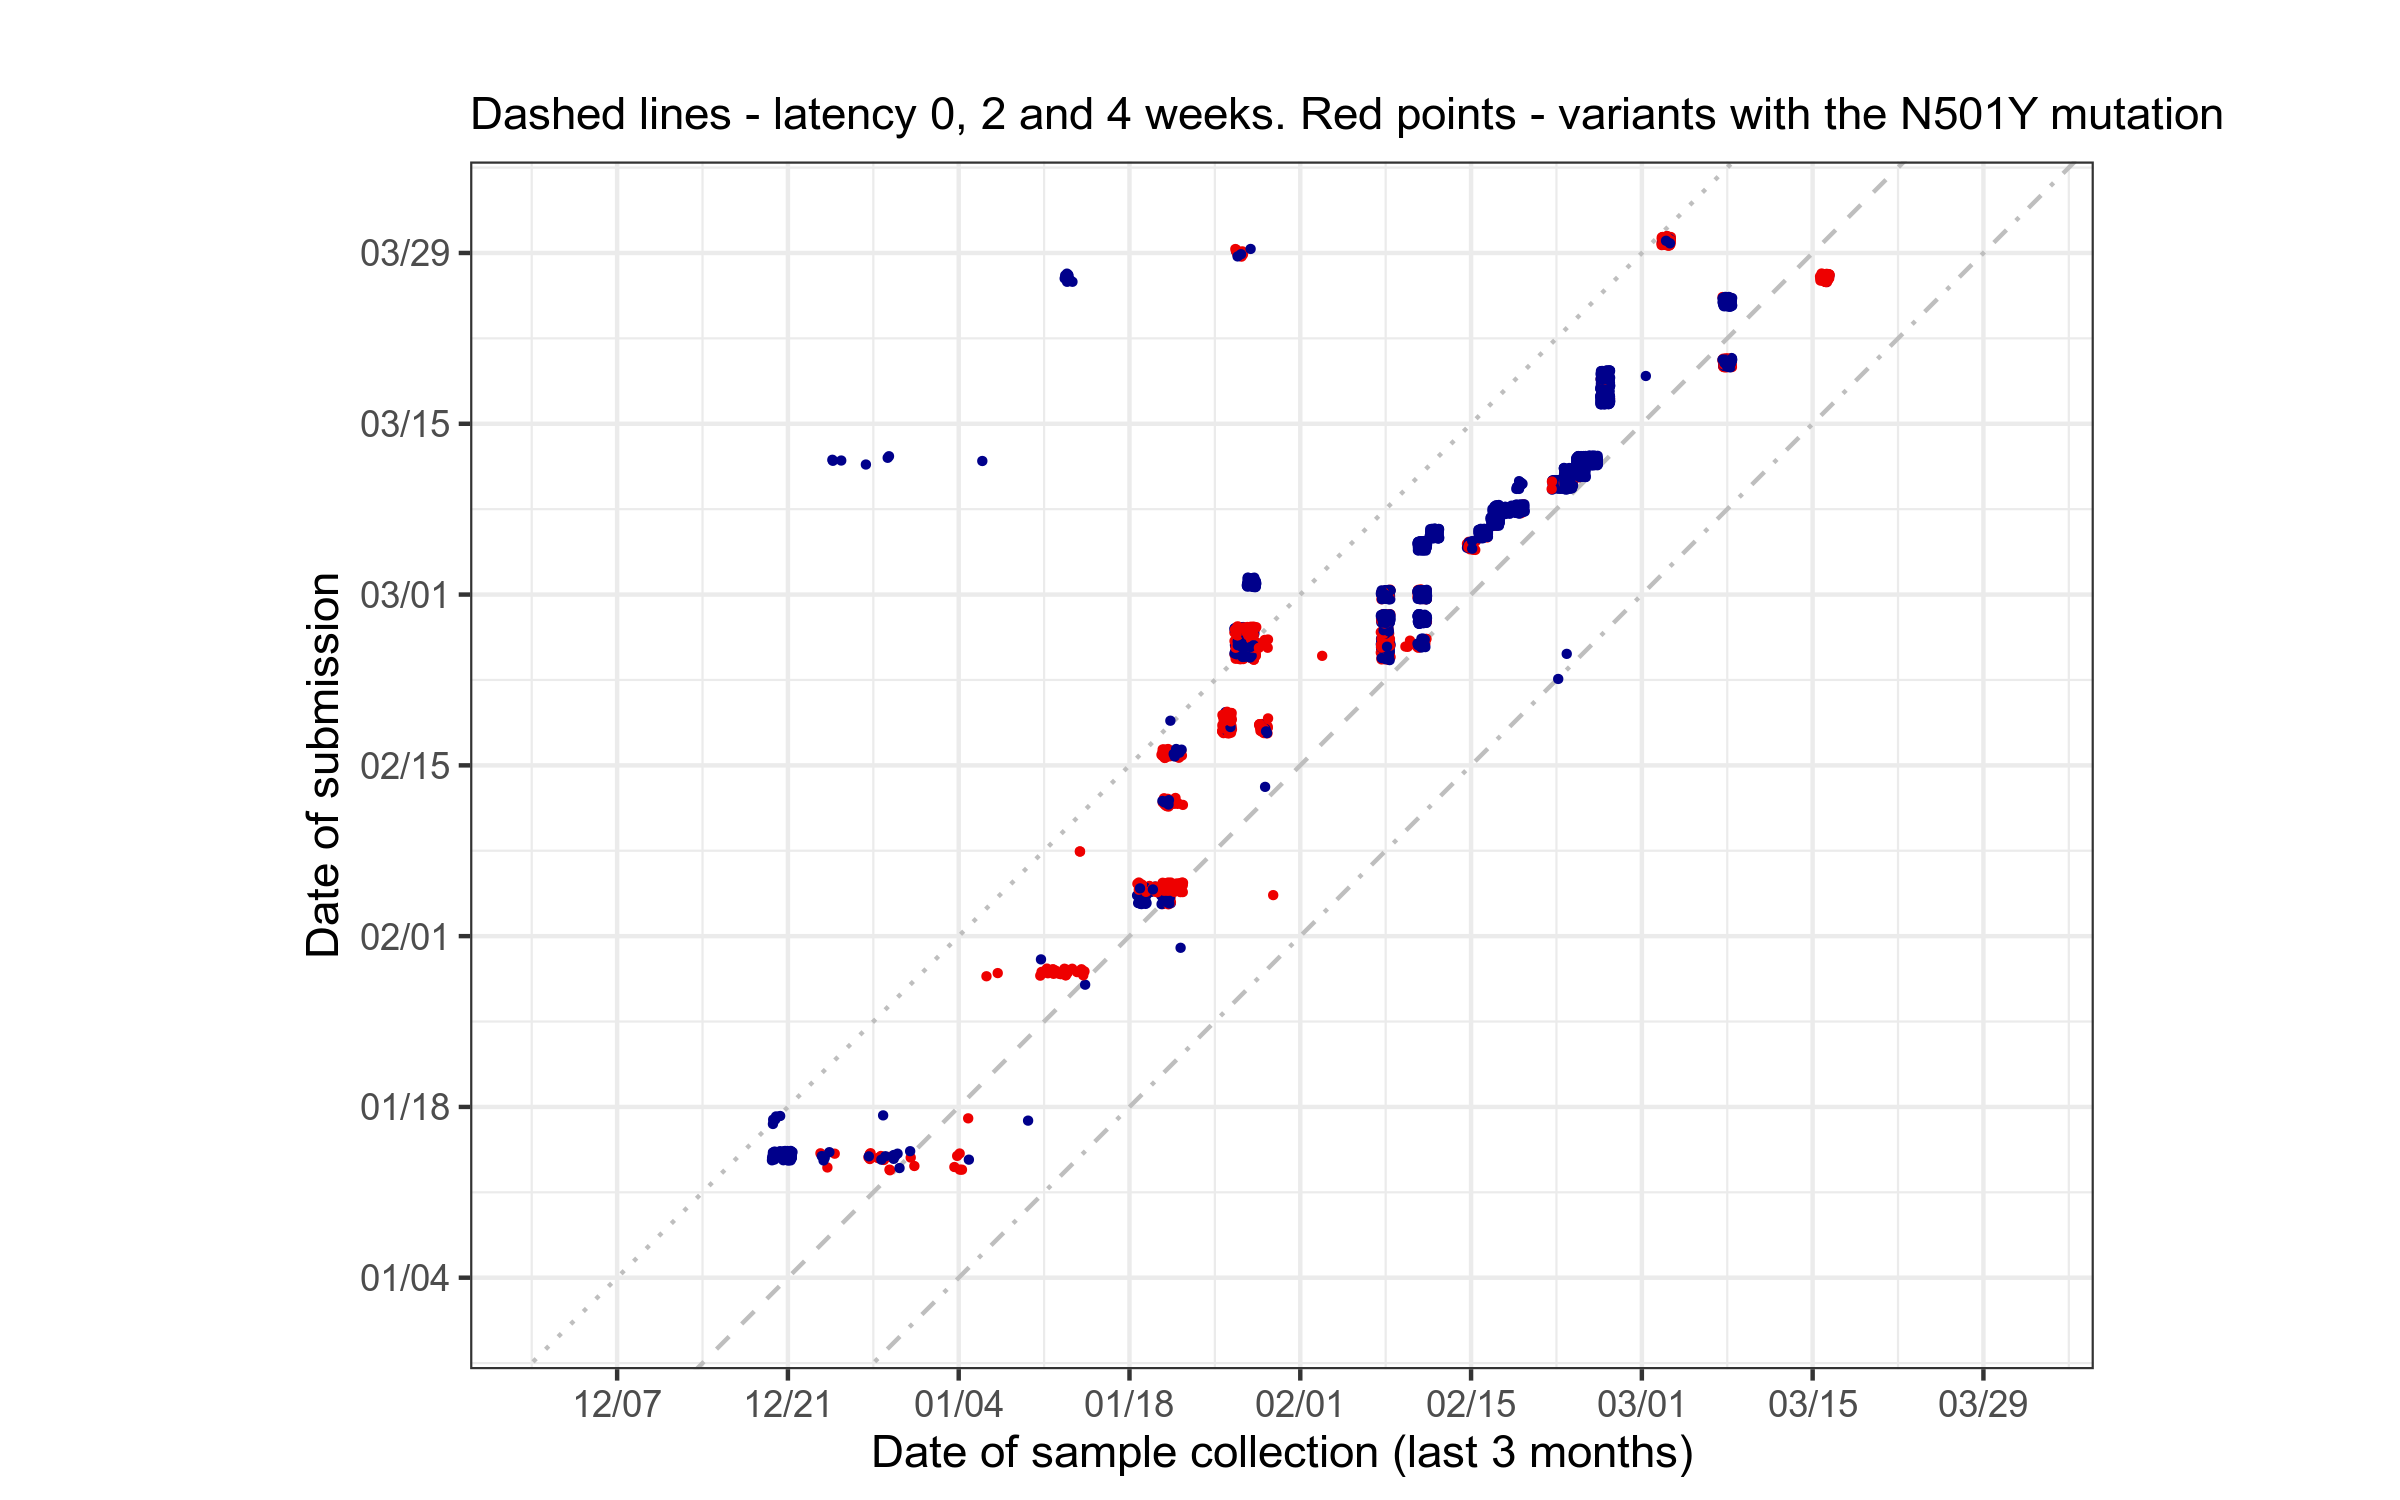 Dashed lines - latency 0, 2 and 4 weeks. Red points - variants with the N501Y mutation
Date of submission
03/29
03/15
03/01
02/15
02/01
01/18
01/04
12/07 12/21 01/04 01/18 02/01 02/15 03/01 03/15 03/29
Date of sample collection (last 3 months)